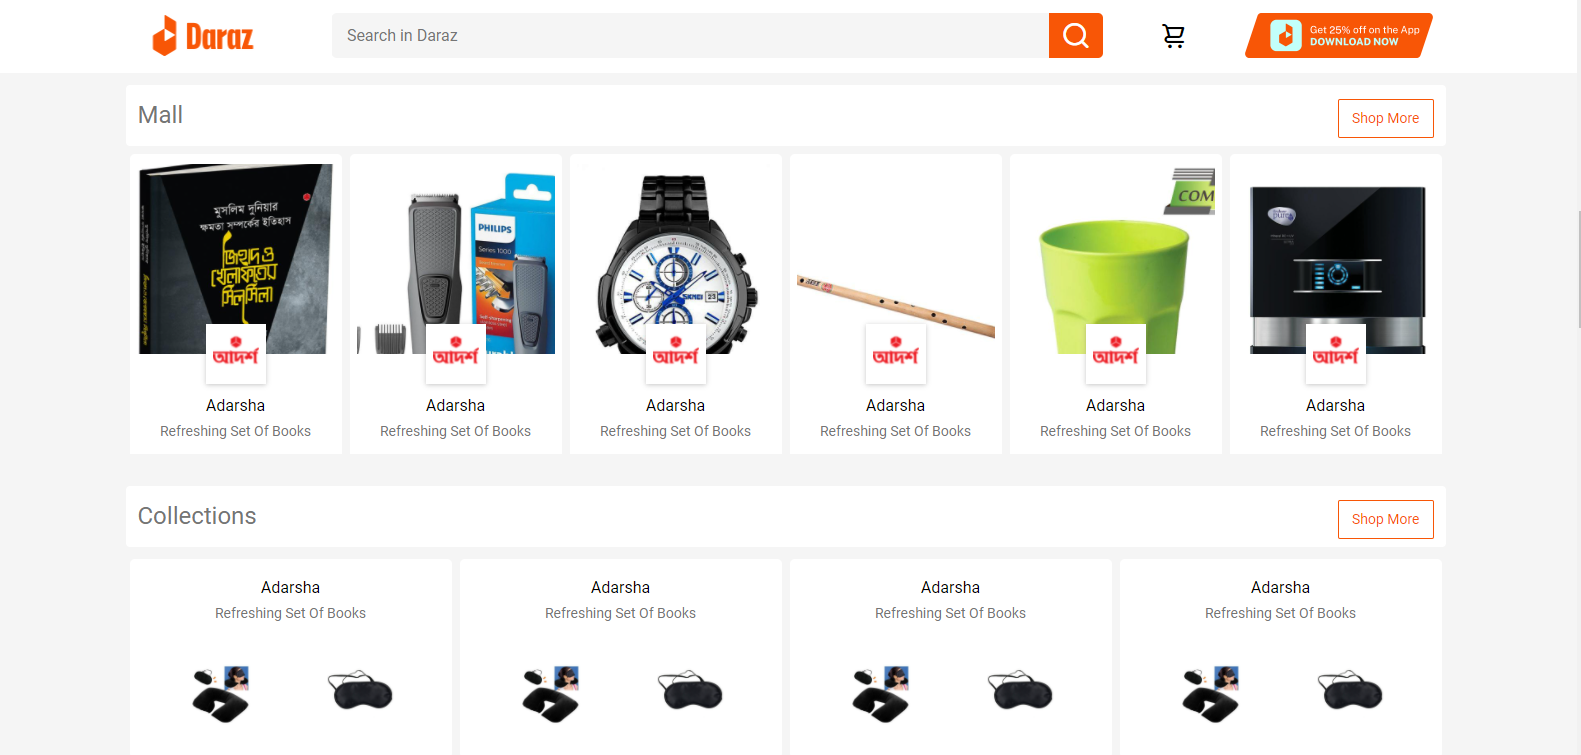 Daraz
Search in Daraz
Get 25% off on the App
DOWNLOAD NOW
Mall
Shop More
মুসলিম দুনিয়ার
ক্ষমতা সম্পর্কের ইতিহাস
জিহাদ ও
খেলাফতের
সিলসিলা
PHILIPS
Series 1000
SKMEI 23
COM
আদর্শ
আদর্শ
আদর্শ
আদর্শ
আদর্শ
আদর্শ
Adarsha
Adarsha
Adarsha
Adarsha
Adarsha
Adarsha
Refreshing Set Of Books
Refreshing Set Of Books
Refreshing Set Of Books
Refreshing Set Of Books
Refreshing Set Of Books
Refreshing Set Of Books
Collections
Shop More
Adarsha
Adarsha
Adarsha
Adarsha
Refreshing Set Of Books
Refreshing Set Of Books
Refreshing Set Of Books
Refreshing Set Of Books